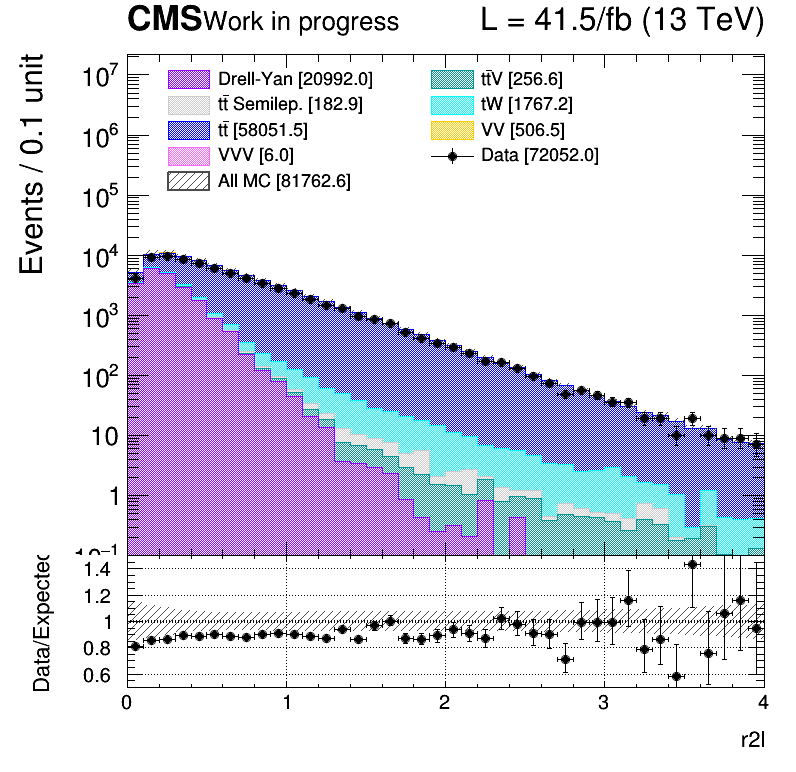 CMS Work in progress L = 41.5/fb (13 TeV)
Events / 0.1 unit
10⁷
10⁶
10⁵
10⁴
10³
10²
10
1
10⁻¹
Drell-Yan [20992.0]
tt̄ Semilep. [182.9]
tt̄ [58051.5]
VVV [6.0]
All MC [81762.6]
tt̄V [256.6]
tW [1767.2]
VV [506.5]
Data [72052.0]
Data/Expected
1.4
1.2
1
0.8
0.6
0 1 2 3 4
r2l